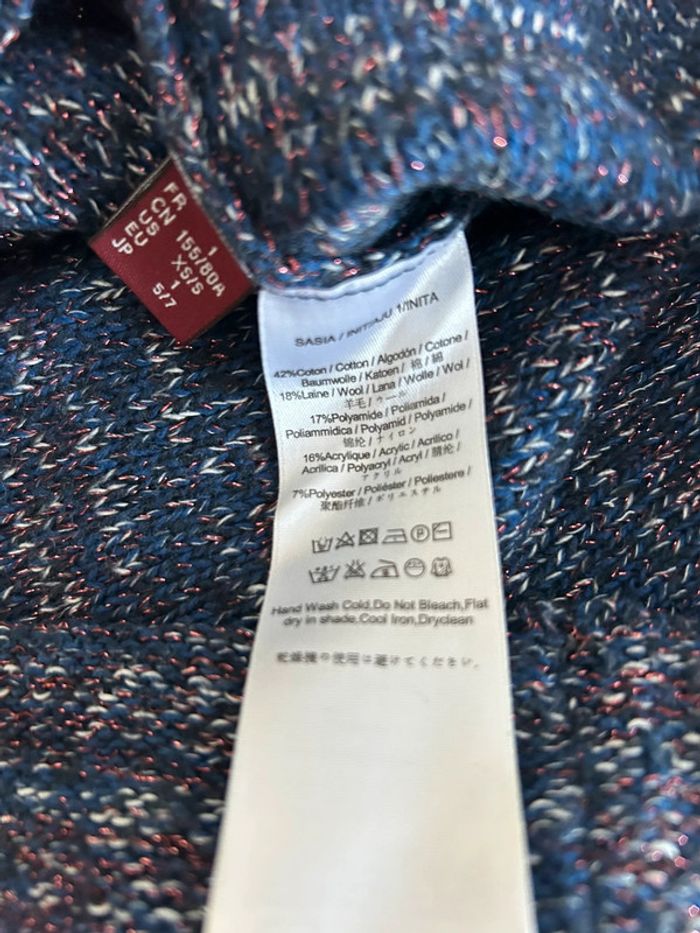 FR 1
CN 155/80A
US XS/S
EU 1
JP 5/7
SASIA / 1/INITA
42%Coton / Cotton / Algodón / Cotone /
Baumwolle / Katoen / 棉 / 綿
18%Laine / Wool / Lana / Wolle / Wol /
羊毛 / ウール
17%Polyamide / Poliamida /
Poliammidica / Polyamid / Polyamide /
锦纶 / ナイロン
16%Acrylique / Acrylic / Acrílico /
Acrilica / Polyacryl / Acryl / 腈纶 /
アクリル
7%Polyester / Poliéster / Poliestere /
聚酯纤维 / ポリエステル
Hand Wash Cold.Do Not Bleach,Flat
dry in shade.Cool Iron,Dryclean
乾燥機の使用は避けてください。